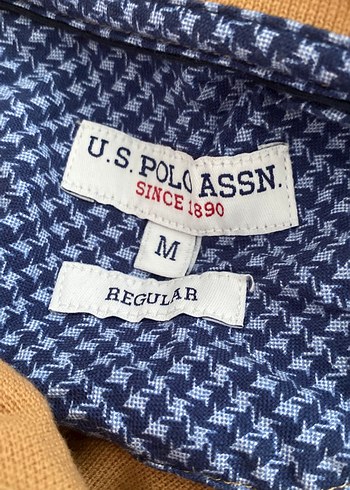 U.S. POLO ASSN.
SINCE 1890
M
REGULAR